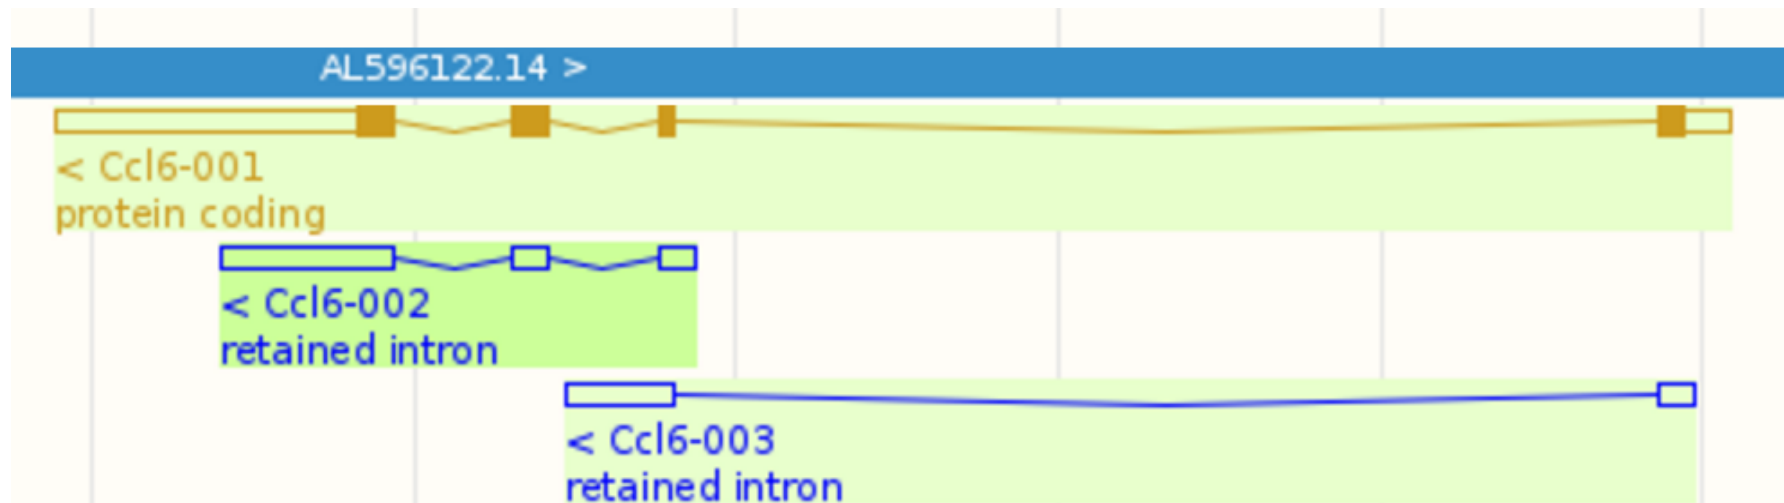 AL596122.14 >
< Ccl6-001
protein coding
< Ccl6-002
retained intron
< Ccl6-003
retained intron